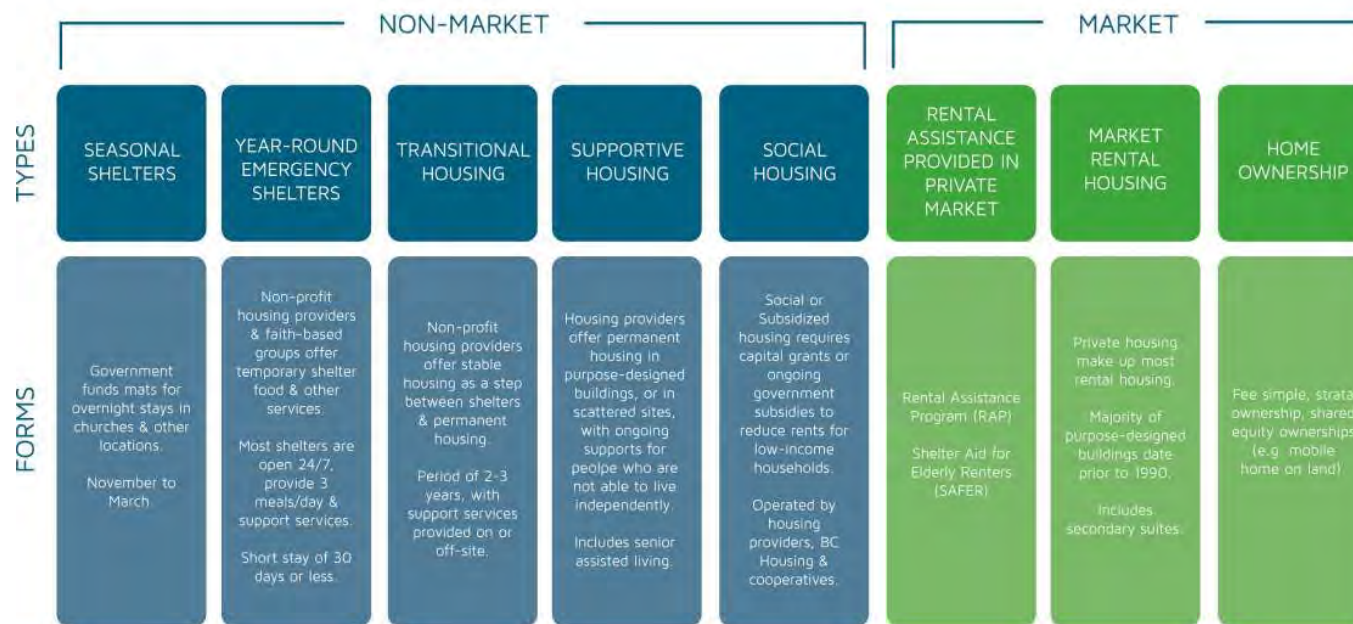 NON-MARKET
MARKET
TYPES
SEASONAL
SHELTERS
YEAR-ROUND
EMERGENCY
SHELTERS
TRANSITIONAL
HOUSING
SUPPORTIVE
HOUSING
SOCIAL
HOUSING
RENTAL
ASSISTANCE
PROVIDED IN
PRIVATE
MARKET
MARKET
RENTAL
HOUSING
HOME
OWNERSHIP
FORMS
Government
funds mats for
overnight stays in
churches & other
locations.
November to
March.
Non-profit
housing providers
& faith-based
groups offer
temporary shelter
food & other
services.
Most shelters are
open 24/7,
provide 3
meals/day &
support services.
Short stay of 30
days or less.
Non-profit
housing providers
offer stable
housing as a step
between shelters
& permanent
housing.
Period of 2-3
years, with
support services
provided on or
off-site.
Housing providers
offer permanent
housing in
purpose-designed
buildings, or in
scattered sites,
with ongoing
supports for
peolpe who are
not able to live
independently.
Includes senior
assisted living.
Social or
Subsidized
housing requires
capital grants or
ongoing
government
subsidies to
reduce rents for
low-income
households.
Operated by
housing
providers, BC
Housing &
cooperatives.
Rental Assistance
Program (RAP)
Shelter Aid for
Elderly Renters
(SAFER)
Private housing
make up most
rental housing.
Majority of
purpose-designed
buildings date
prior to 1990.
Includes
secondary suites.
Fee simple, strata
ownership, shared
equity ownerships
(e.g. mobile
home on land)